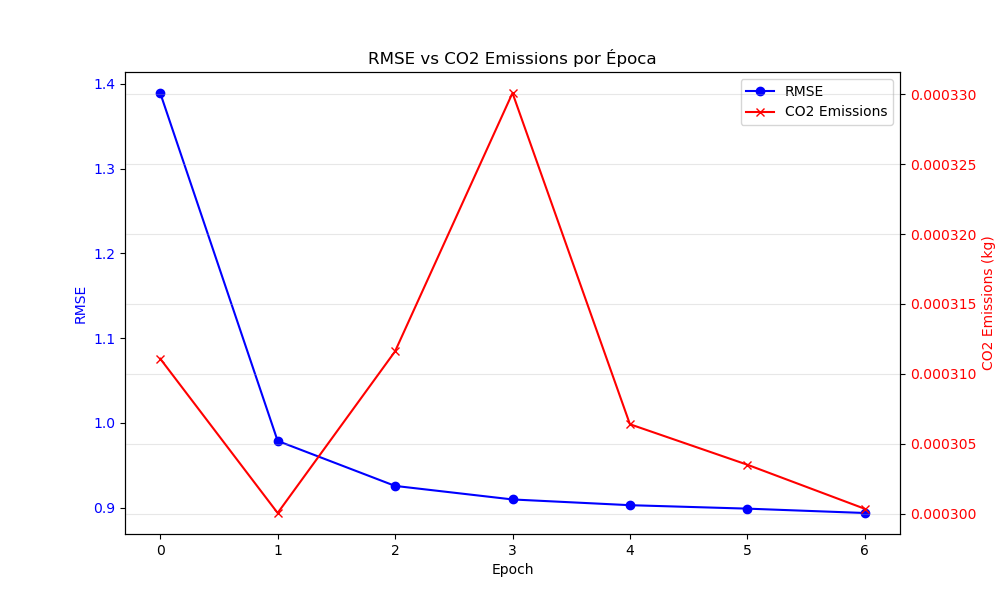 RMSE vs CO2 Emissions por Época
RMSE
CO2 Emissions
1.4
1.3
1.2
1.1
1.0
0.9
RMSE
0.000330
0.000325
0.000320
0.000315
0.000310
0.000305
0.000300
CO2 Emissions (kg)
0 1 2 3 4 5 6
Epoch